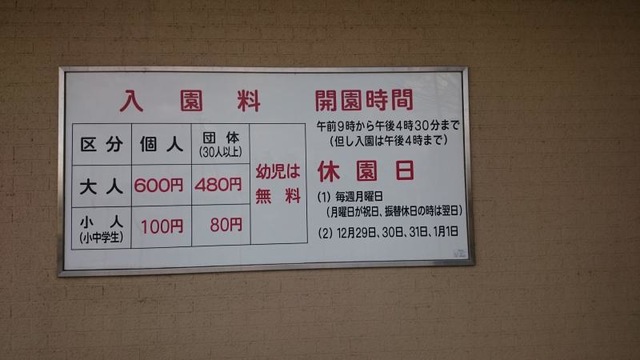 入園料
区分 個人 団体
(30人以上)
大人 600円 480円
小人 100円 80円
(小中学生)
幼児は
無料
開園時間
午前9時から午後4時30分まで
(但し入園は午後4時まで)
休園日
(1) 毎週月曜日
(月曜日が祝日、振替休日の時は翌日)
(2) 12月29日、30日、31日、1月1日